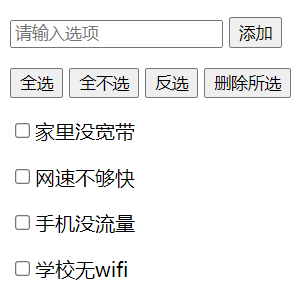 请输入选项 添加
全选 全不选 反选 删除所选
家里没宽带
网速不够快
手机没流量
学校无wifi